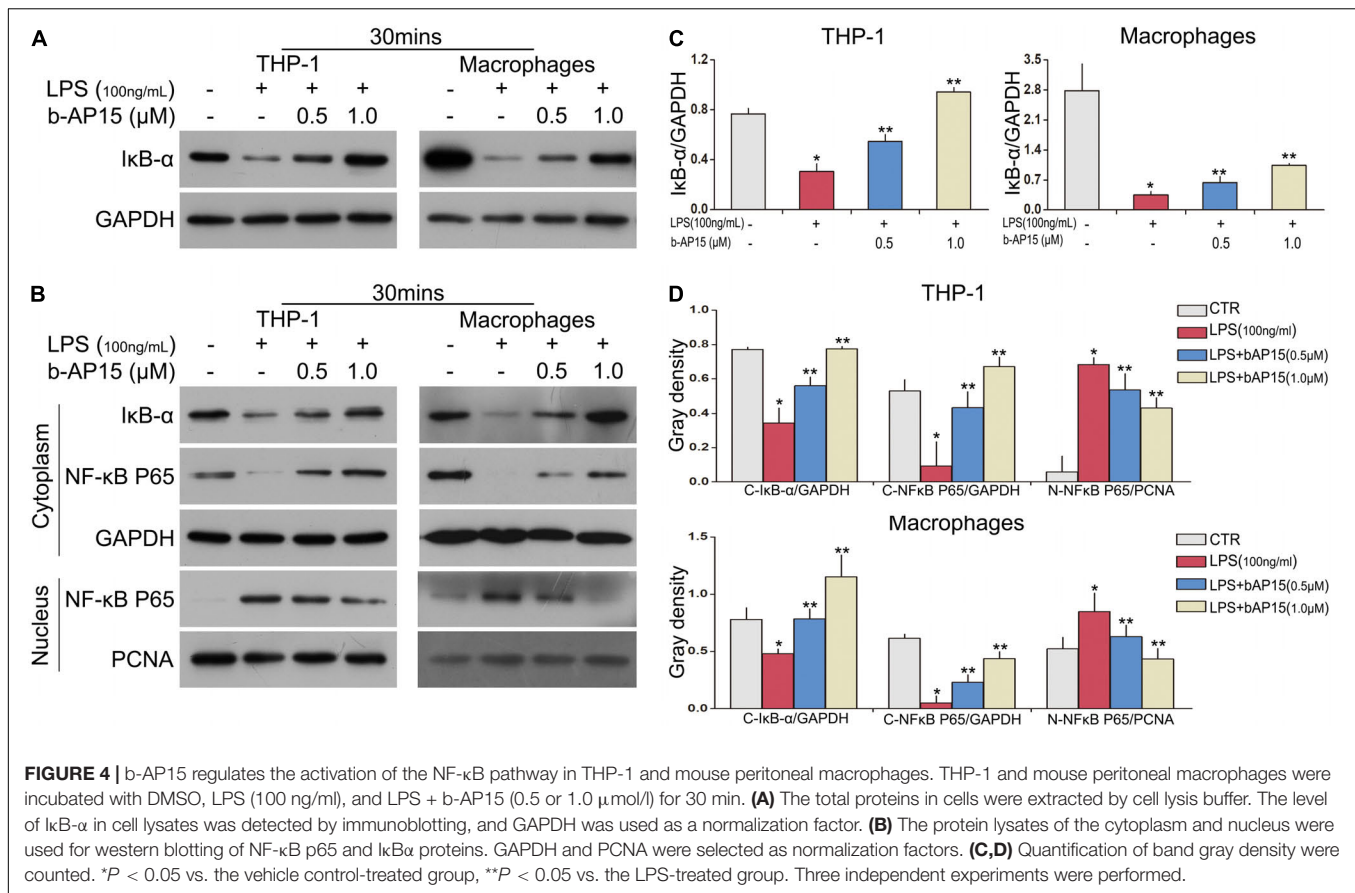 A
30mins
THP-1 Macrophages
LPS (100ng/mL) - + + + - + + +
b-AP15 (μM) - - 0.5 1.0 - - 0.5 1.0
IκB-α
GAPDH
B
30mins
THP-1 Macrophages
LPS (100ng/mL) - + + + - + + +
b-AP15 (μM) - - 0.5 1.0 - - 0.5 1.0
Cytoplasm
IκB-α
NF-κB P65
GAPDH
Nucleus
NF-κB P65
PCNA
C
THP-1
IκB-α/GAPDH
1.2
0.8
0.4
0.0
* ** **
LPS(100ng/mL) - + + +
b-AP15 (μM) - - 0.5 1.0
Macrophages
IκB-α/GAPDH
3.5
2.8
2.1
1.4
0.7
0.0
* ** **
LPS(100ng/mL) - + + +
b-AP15 (μM) - - 0.5 1.0
D
THP-1
Gray density
1.0
0.8
0.6
0.4
0.2
0.0
* ** ** * ** ** * ** **
C-IκB-α/GAPDH C-NFκB P65/GAPDH N-NFκB P65/PCNA
CTR
LPS(100ng/ml)
LPS+bAP15(0.5μM)
LPS+bAP15(1.0μM)
Macrophages
Gray density
1.5
1.0
0.5
0.0
* ** ** * ** ** * ** **
C-IκB-α/GAPDH C-NFκB P65/GAPDH N-NFκB P65/PCNA
CTR
LPS(100ng/ml)
LPS+bAP15(0.5μM)
LPS+bAP15(1.0μM)
FIGURE 4 | b-AP15 regulates the activation of the NF-κB pathway in THP-1 and mouse peritoneal macrophages. THP-1 and mouse peritoneal macrophages were
incubated with DMSO, LPS (100 ng/ml), and LPS + b-AP15 (0.5 or 1.0 μmol/l) for 30 min. (A) The total proteins in cells were extracted by cell lysis buffer. The level
of IκB-α in cell lysates was detected by immunoblotting, and GAPDH was used as a normalization factor. (B) The protein lysates of the cytoplasm and nucleus were
used for western blotting of NF-κB p65 and IκBα proteins. GAPDH and PCNA were selected as normalization factors. (C,D) Quantification of band gray density were
counted. *P < 0.05 vs. the vehicle control-treated group, **P < 0.05 vs. the LPS-treated group. Three independent experiments were performed.